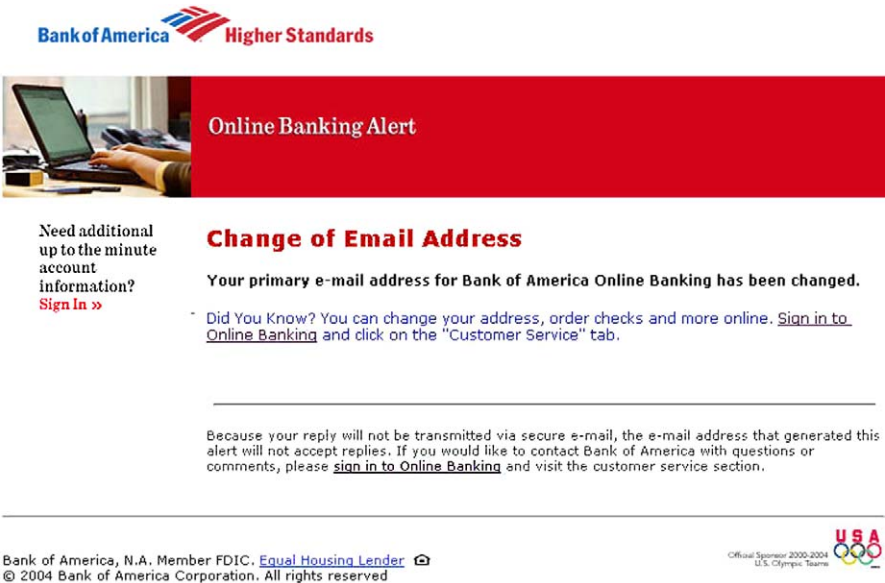 Bank of America Higher Standards
Online Banking Alert
Need additional
up to the minute
account
information?
Sign In »
Change of Email Address
Your primary e-mail address for Bank of America Online Banking has been changed.
Did You Know? You can change your address, order checks and more online. Sign in to
Online Banking and click on the "Customer Service" tab.
Because your reply will not be transmitted via secure e-mail, the e-mail address that generated this
alert will not accept replies. If you would like to contact Bank of America with questions or
comments, please sign in to Online Banking and visit the customer service section.
USA
Official Sponsor 2000-2004
U.S. Olympic Teams
Bank of America, N.A. Member FDIC. Equal Housing Lender
© 2004 Bank of America Corporation. All rights reserved